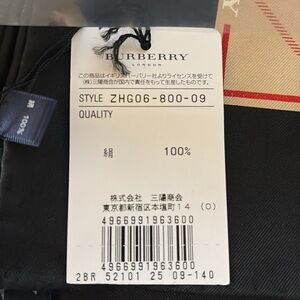 BURBERRY
LONDON
この商品はイギリスバーバリー社よりライセンスを受けて
(株)三陽商会が日本国内で責任をもって生産したものです。
STYLE ZHG06-800-09
QUALITY
絹 100%
株式会社 三陽商会
東京都新宿区本塩町14 (O)
4966991963600
4966991963600
2BR 52101 25 09-140
100%